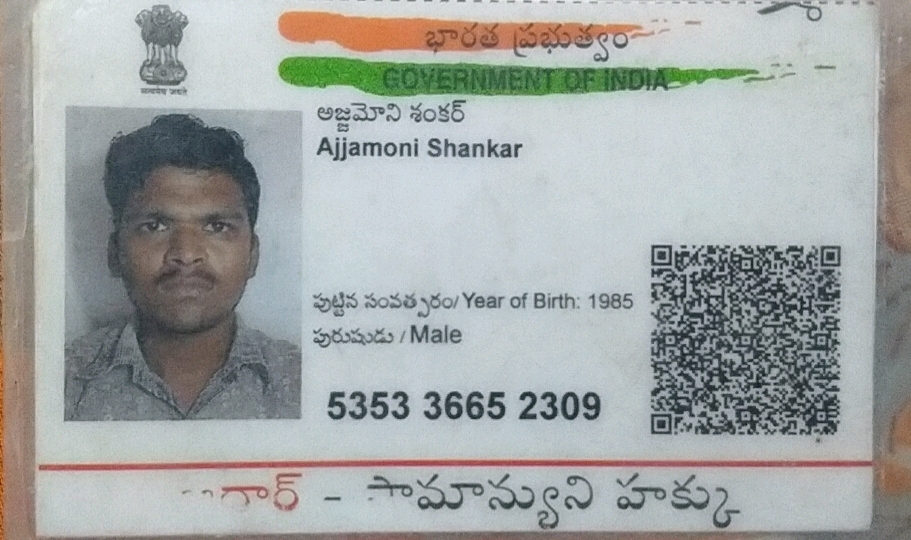 सत्यमेव जयते
భారత ప్రభుత్వం
GOVERNMENT OF INDIA
అజ్జమోని శంకర్
Ajjamoni Shankar
పుట్టిన సంవత్సరం/ Year of Birth: 1985
పురుషుడు / Male
5353 3665 2309
- సామాన్యుని హక్కు